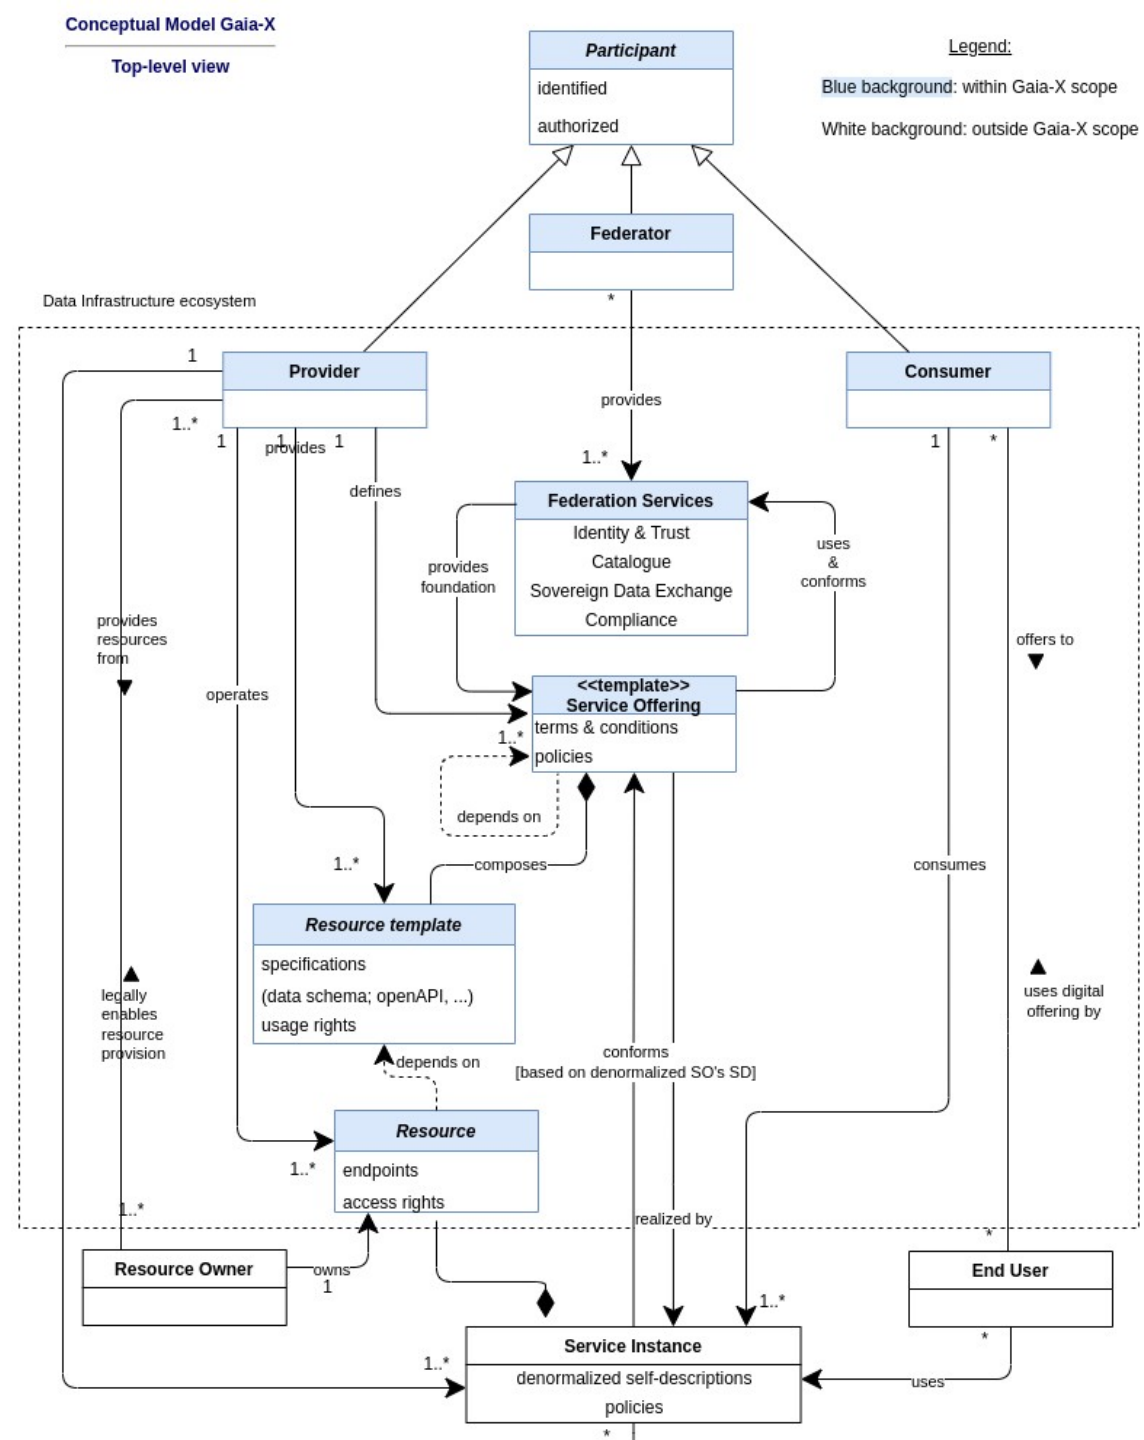 Conceptual Model Gaia-X
Top-level view
Participant
identified
authorized
Legend:
Blue background: within Gaia-X scope
White background: outside Gaia-X scope
Federator
*
Data Infrastructure ecosystem
1
Provider
Consumer
provides
1..*
1
1
provides
1
1
*
defines
1..*
Federation Services
Identity & Trust
Catalogue
Sovereign Data Exchange
Compliance
provides
foundation
uses
&
conforms
provides
resources
from
offers to
operates
<<template>>
Service Offering
terms & conditions
policies
1..*
depends on
composes
consumes
1..*
Resource template
specifications
(data schema; openAPI, ...)
usage rights
legally
enables
resource
provision
uses digital
offering by
conforms
[based on denormalized SO's SD]
depends on
Resource
endpoints
access rights
1..*
1..*
realized by
*
Resource Owner
owns
1
End User
1..*
*
Service Instance
denormalized self-descriptions
policies
1..*
uses
*